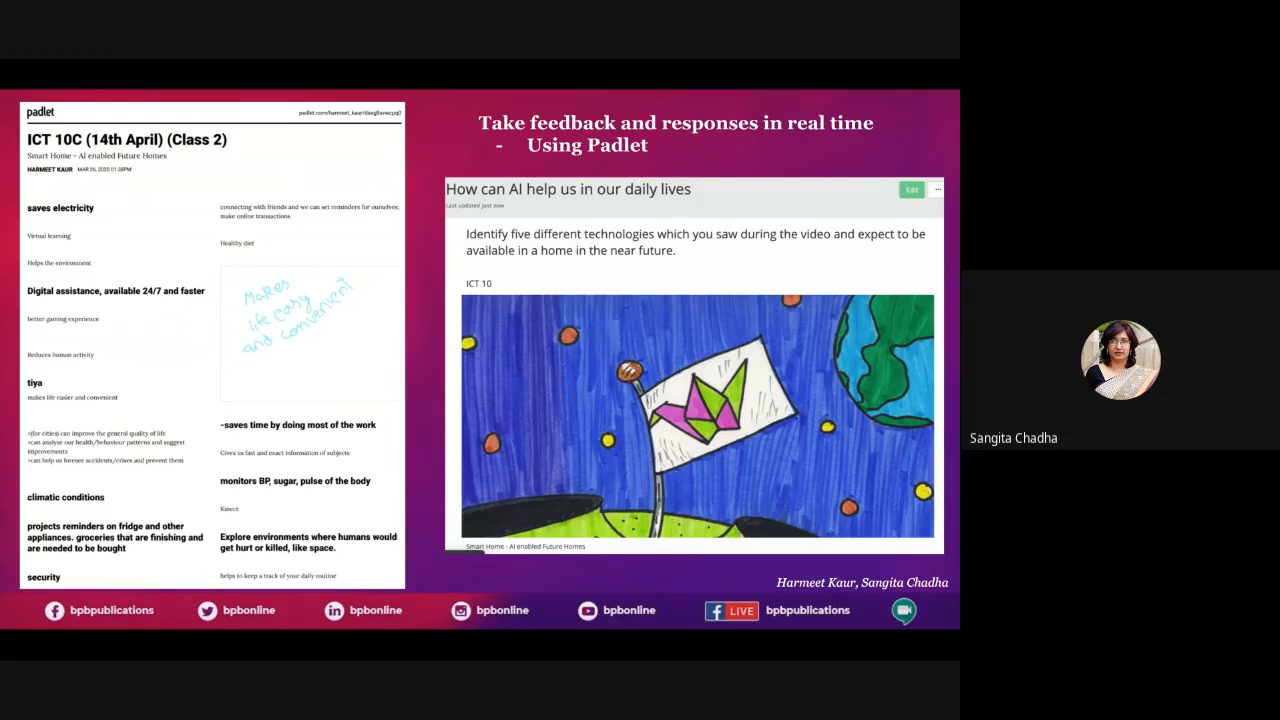 padlet
padlet.com/harmeet_kaur/daxg8svwcpq0
ICT 10C (14th April) (Class 2)
Smart Home - AI enabled Future Homes
HARMEET KAUR MAR 26, 2020 01:38PM
saves electricity
Virtual learning
Helps the environment
Digital assistance, available 24/7 and faster
better gaming experience
Reduces human activity
tiya
makes life easier and convenient
>(for cities) can improve the general quality of life
>can analyse our health/behaviour patterns and suggest
improvements
>can help us foresee accidents/crises and prevent them
climatic conditions
projects reminders on fridge and other
appliances. groceries that are finishing and
are needed to be bought
security
connecting with friends and we can set reminders for ourselves;
make online transactions
Healthy diet
Makes
life easy
and convenient
-saves time by doing most of the work
Gives us fast and exact information of subjects
monitors BP, sugar, pulse of the body
Kinect
Explore environments where humans would
get hurt or killed, like space.
helps to keep a track of your daily routine
Take feedback and responses in real time
- Using Padlet
How can AI help us in our daily lives
Edit
Last updated just now
Identify five different technologies which you saw during the video and expect to be
available in a home in the near future.
ICT 10
Smart Home - AI enabled Future Homes
Harmeet Kaur, Sangita Chadha
bpbpublications
bpbonline
bpbonline
bpbonline
bpbonline
LIVE
bpbpublications
Sangita Chadha